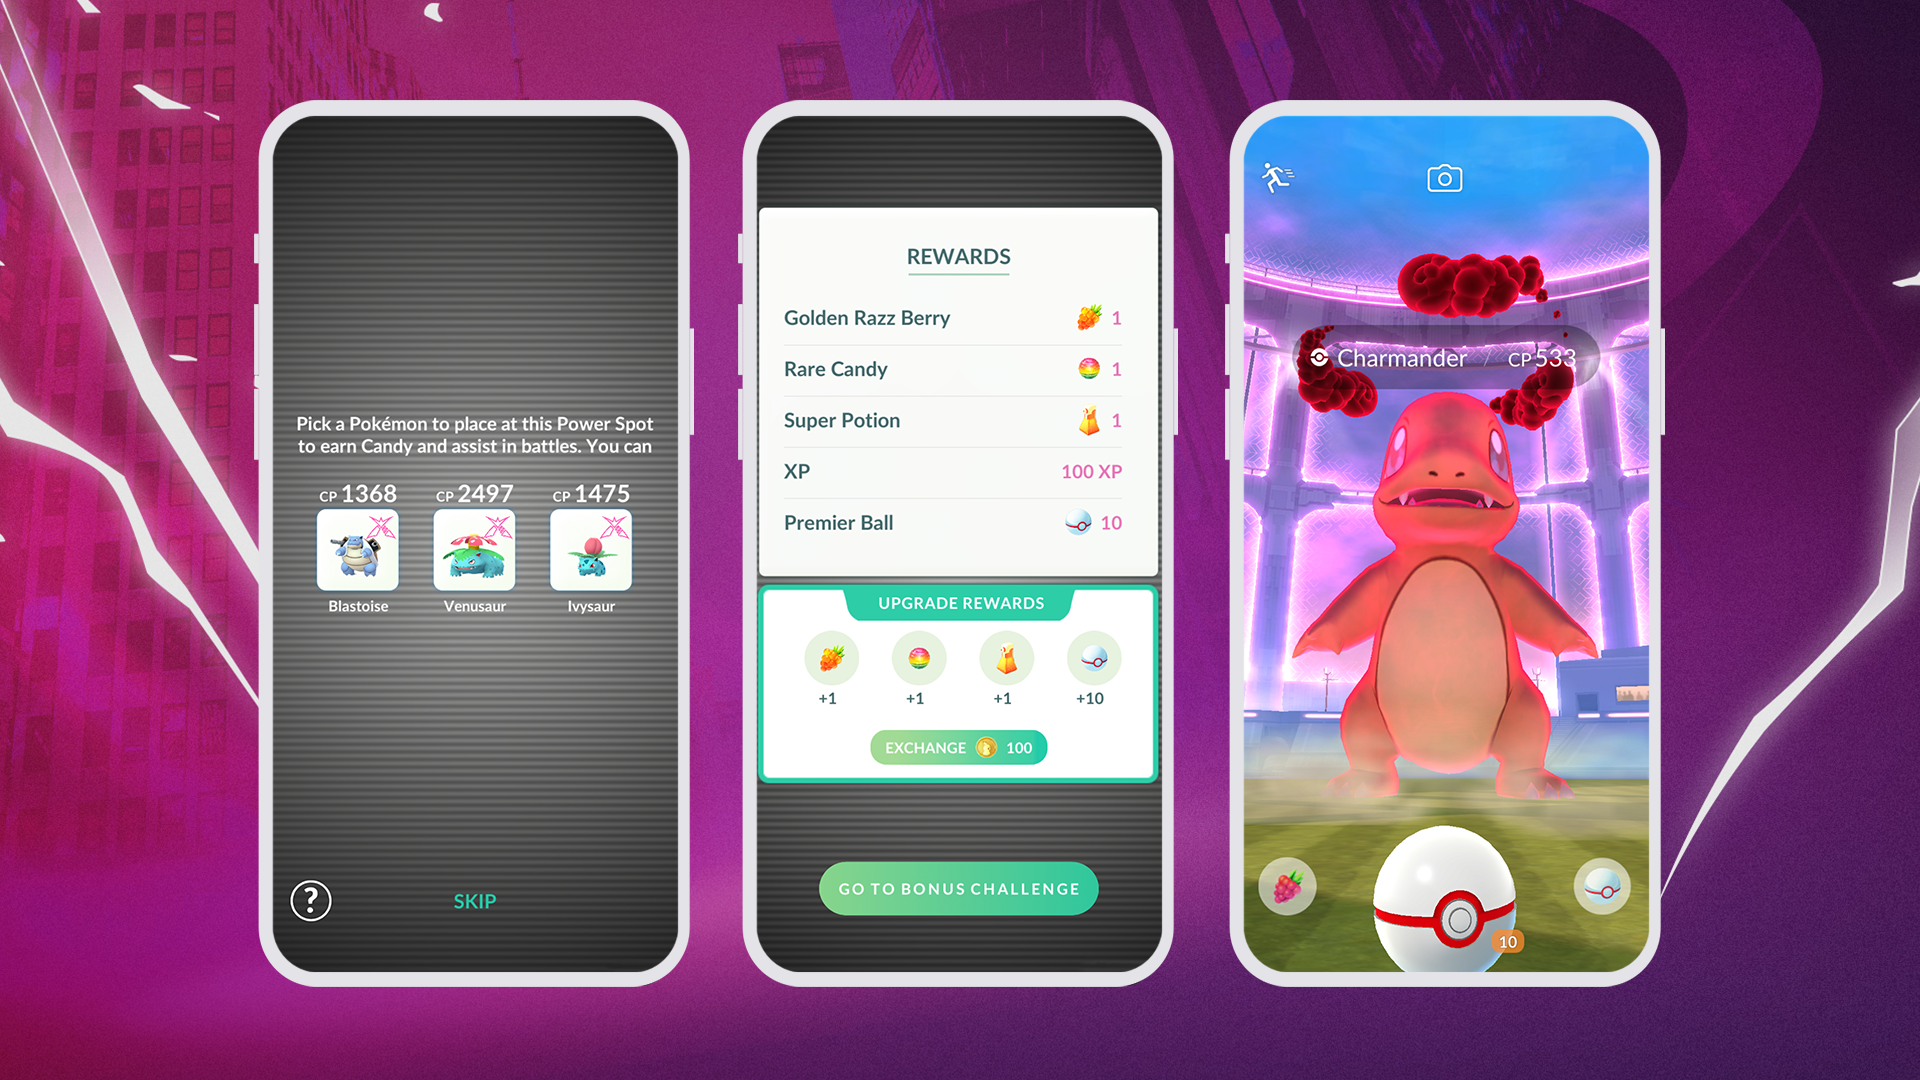 Pick a Pokémon to place at this Power Spot
to earn Candy and assist in battles. You can
CP 1368
CP 2497
CP 1475
Blastoise
Venusaur
Ivysaur
?
SKIP
REWARDS
Golden Razz Berry 1
Rare Candy 1
Super Potion 1
XP 100 XP
Premier Ball 10
UPGRADE REWARDS
+1
+1
+1
+10
EXCHANGE 100
GO TO BONUS CHALLENGE
Charmander / CP 533
10